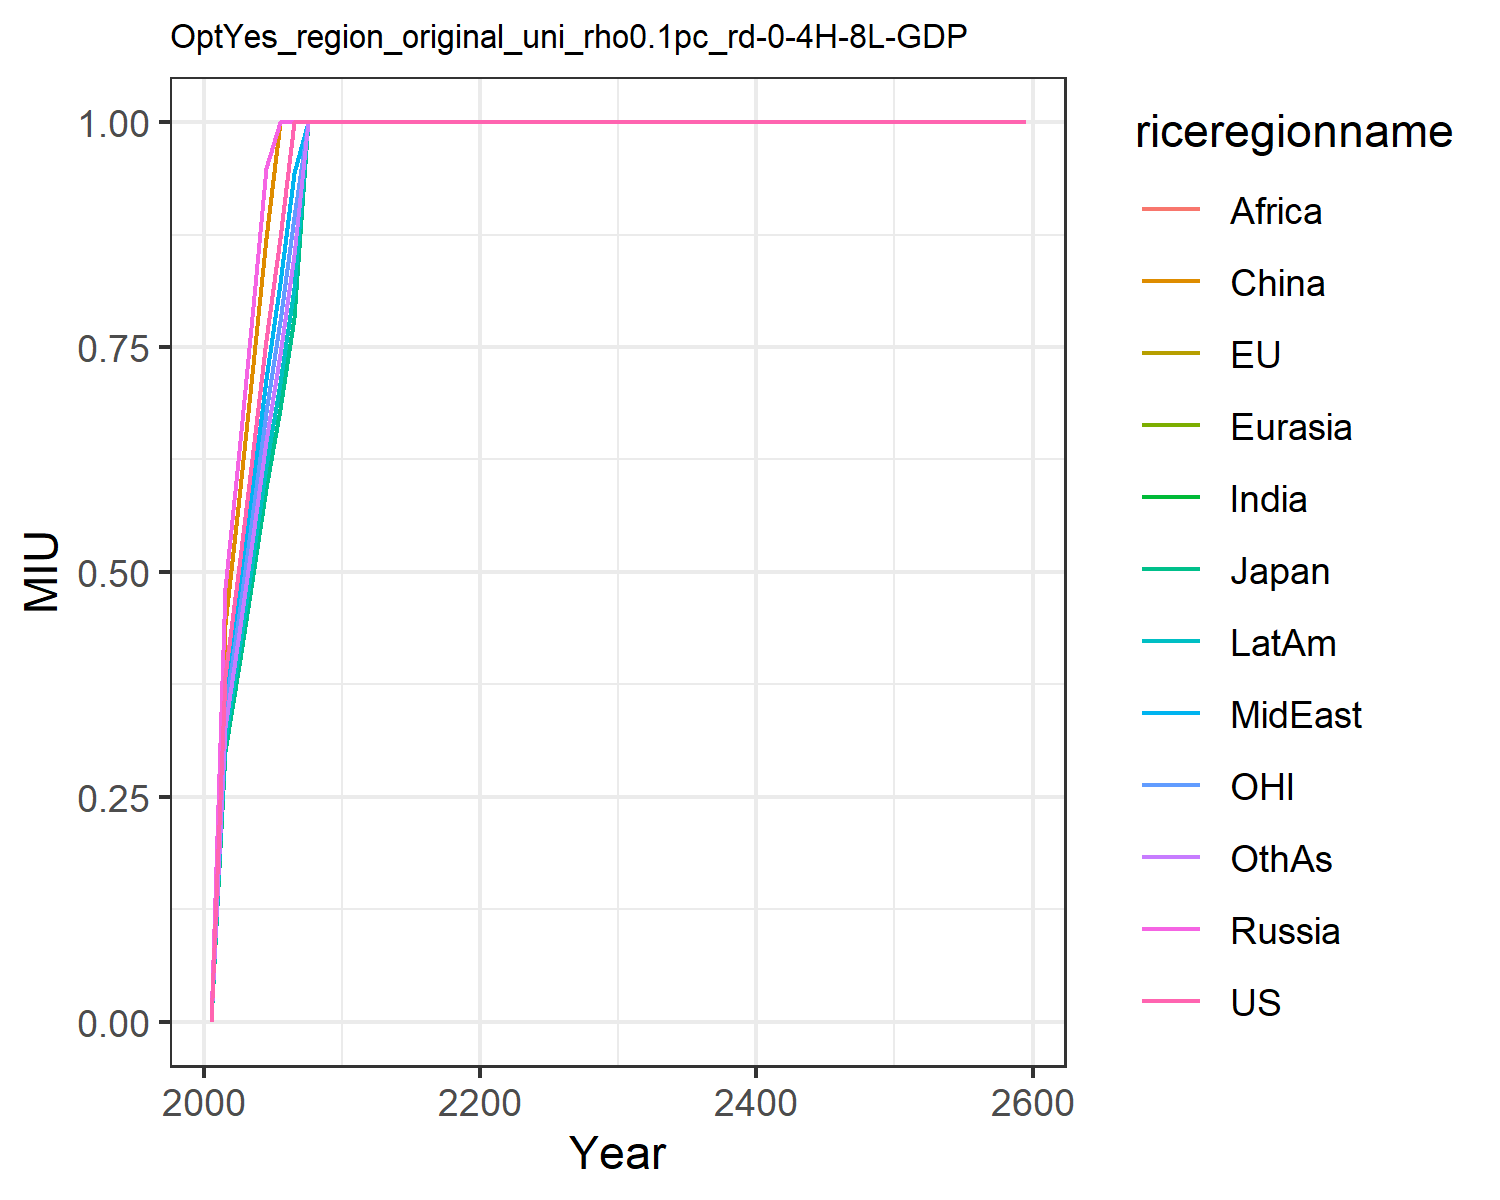 OptYes_region_original_uni_rho0.1pc_rd-0-4H-8L-GDP
1.00
0.75
0.50
0.25
0.00
MIU
2000 2200 2400 2600
Year
riceregionname
Africa
China
EU
Eurasia
India
Japan
LatAm
MidEast
OHI
OthAs
Russia
US